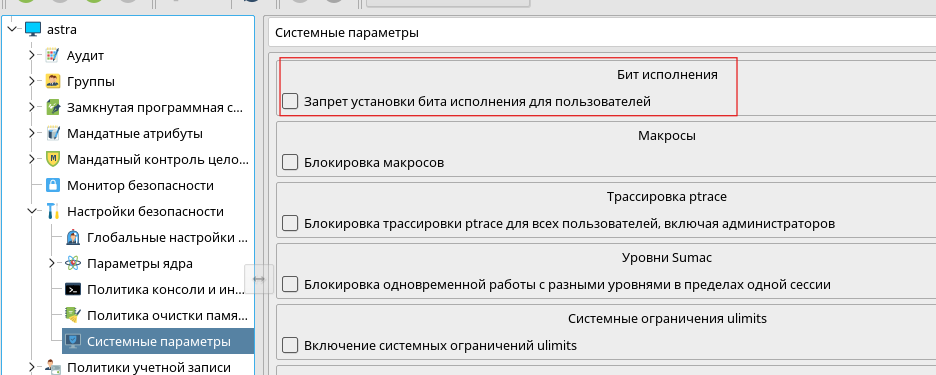 astra
Аудит
Группы
Замкнутая программная с...
Мандатные атрибуты
Мандатный контроль цело...
Монитор безопасности
Настройки безопасности
Глобальные настройки ...
Параметры ядра
Политика консоли и ин...
Политика очистки памя...
Системные параметры
Политики учетной записи
Системные параметры
Бит исполнения
Запрет установки бита исполнения для пользователей
Макросы
Блокировка макросов
Трассировка ptrace
Блокировка трассировки ptrace для всех пользователей, включая администраторов
Уровни Sumac
Блокировка одновременной работы с разными уровнями в пределах одной сессии
Системные ограничения ulimits
Включение системных ограничений ulimits